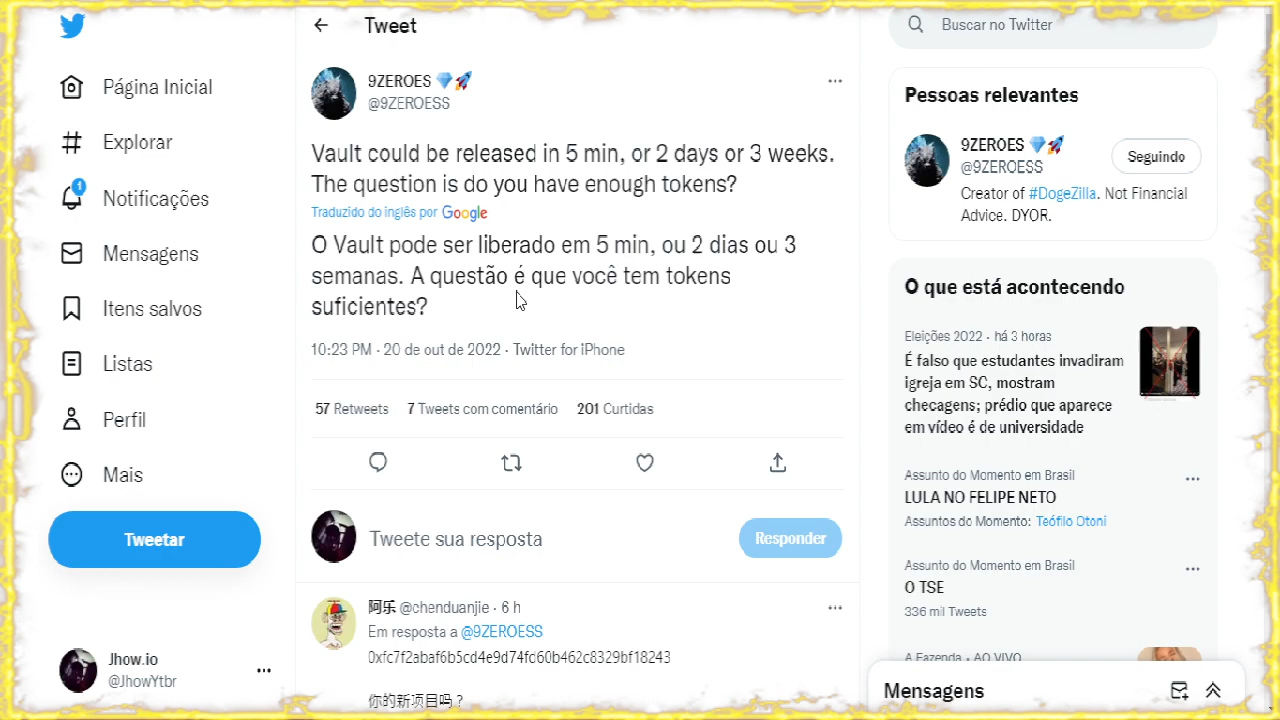 Tweet
Buscar no Twitter
Página Inicial
Explorar
1
Notificações
Mensagens
Itens salvos
Listas
Perfil
Mais
Tweetar
Jhow.io
@JhowYtbr
9ZEROES 💎🚀
@9ZEROESS
Vault could be released in 5 min, or 2 days or 3 weeks.
The question is do you have enough tokens?
Traduzido do inglês por Google
O Vault pode ser liberado em 5 min, ou 2 dias ou 3
semanas. A questão é que você tem tokens
suficientes?
10:23 PM · 20 de out de 2022 · Twitter for iPhone
57 Retweets 7 Tweets com comentário 201 Curtidas
Tweete sua resposta
Responder
阿乐 @chenduanjie · 6 h
Em resposta a @9ZEROESS
0xfc7f2abaf6b5cd4e9d74fd60b462c8329bf18243
你的新项目吗？
Pessoas relevantes
9ZEROES 💎🚀
@9ZEROESS
Seguindo
Creator of #DogeZilla. Not Financial
Advice. DYOR.
O que está acontecendo
Eleições 2022 · há 3 horas
É falso que estudantes invadiram
igreja em SC, mostram
checagens; prédio que aparece
em vídeo é de universidade
Assunto do Momento em Brasil
LULA NO FELIPE NETO
Assuntos do Momento: Teófilo Otoni
Assunto do Momento em Brasil
O TSE
336 mil Tweets
A Fazenda · AO VIVO
Mensagens